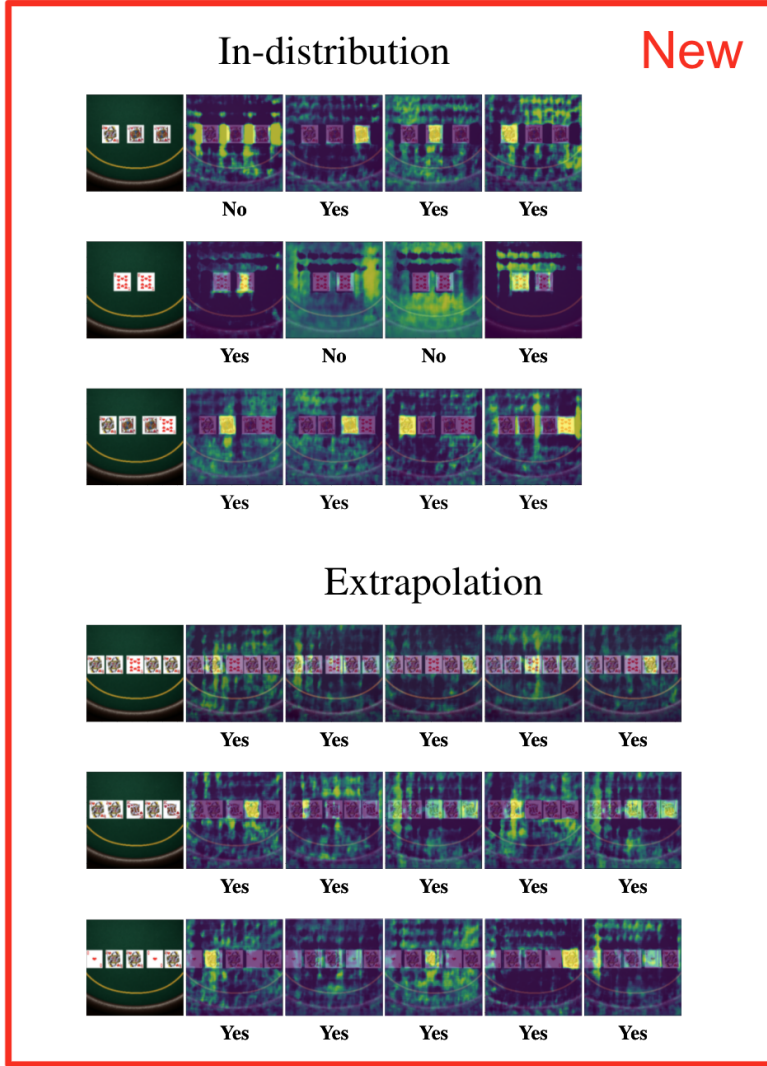 In-distribution
New
No Yes Yes Yes
Yes No No Yes
Yes Yes Yes Yes
Extrapolation
Yes Yes Yes Yes Yes
Yes Yes Yes Yes Yes
Yes Yes Yes Yes Yes